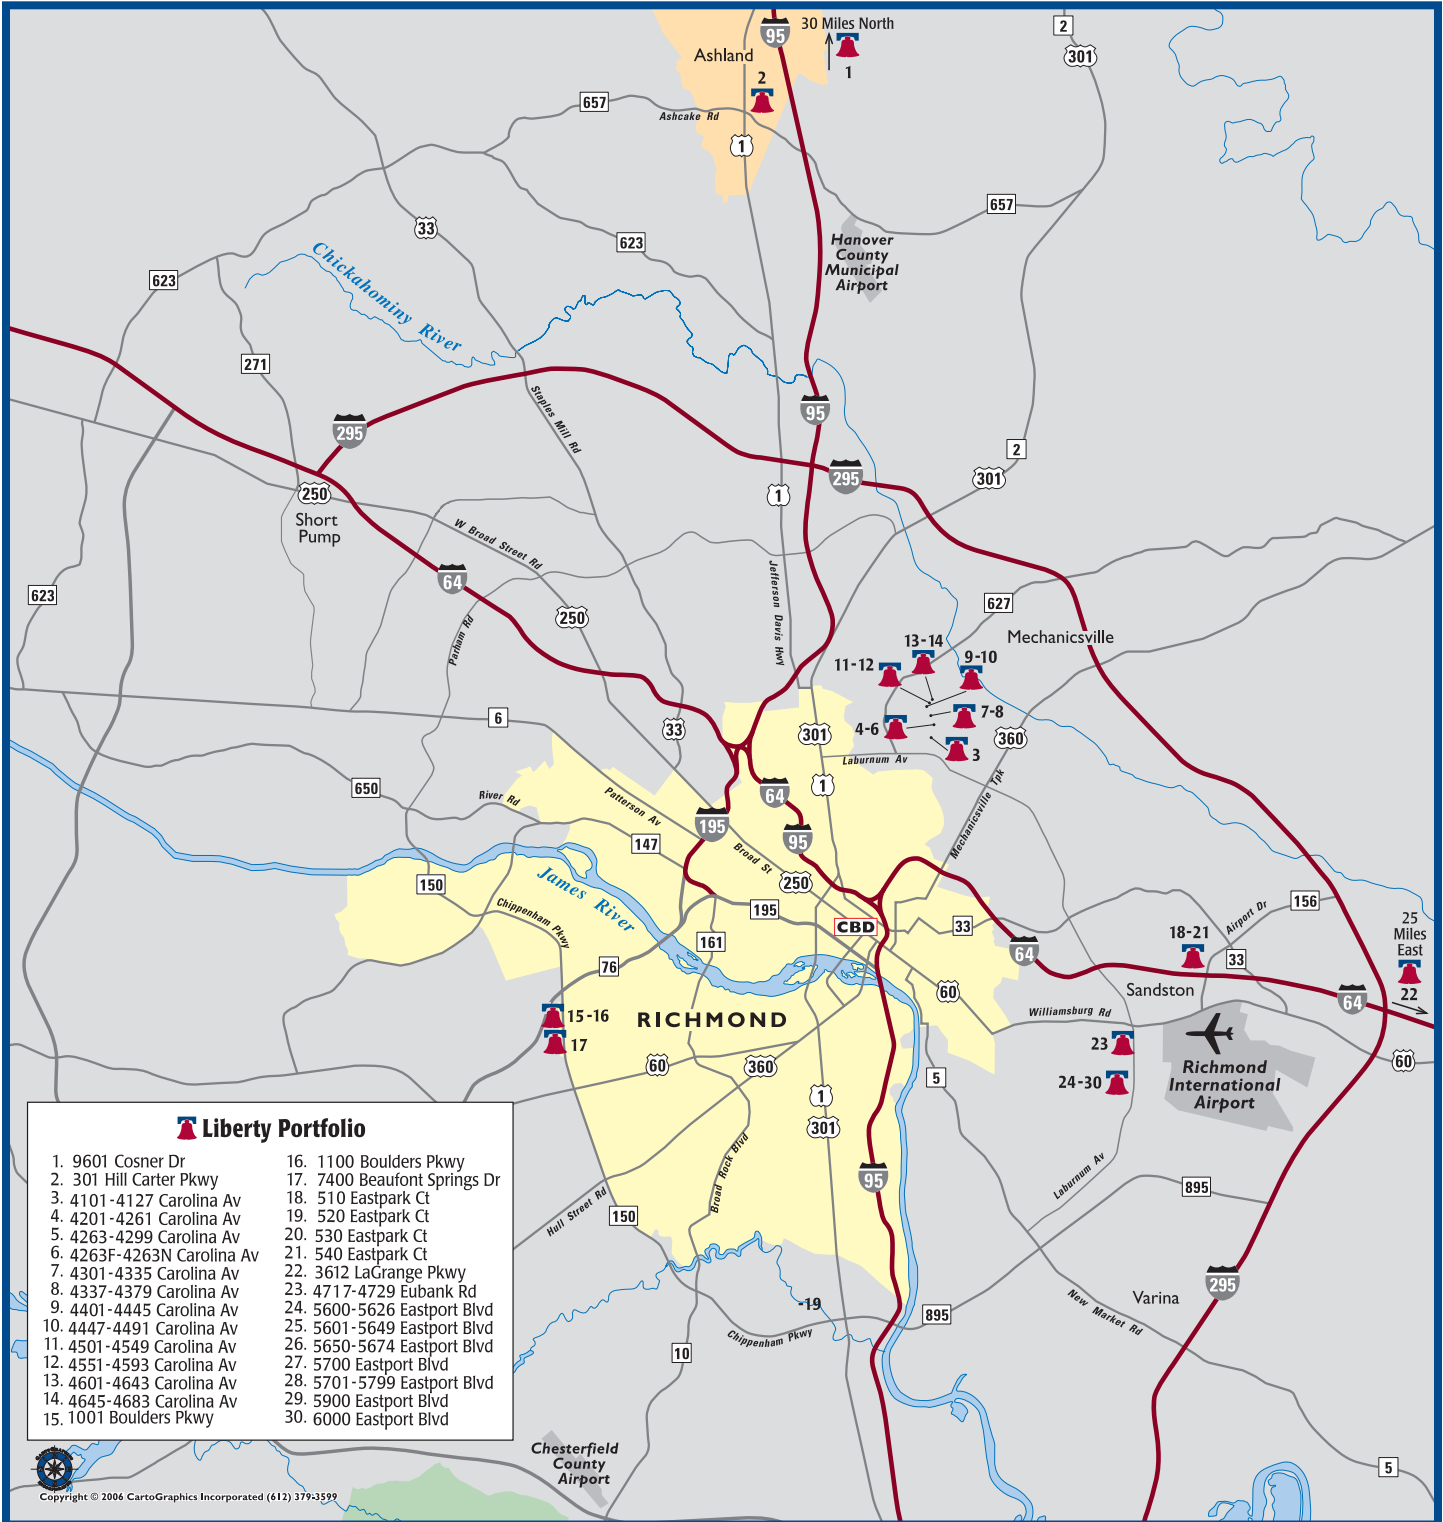 95
30 Miles North
1
2
301
Ashland
2
657
Ashcake Rd
1
657
33
623
Hanover
County
Municipal
Airport
623
Chickahominy River
271
Staples Mill Rd
95
295
2
295
301
250
1
Short
Pump
W Broad Street Rd
64
Jefferson Davis Hwy
623
250
627
Parham Rd
Mechanicsville
13-14
11-12
9-10
6
7-8
4-6
33
301
360
3
Laburnum Av
650
River Rd
Patterson Av
64
1
Mechanicsville Tpk
195
95
147
Broad St
James River
150
250
Chippenham Pkwy
195
CBD
33
156
Airport Dr
25
Miles
East
18-21
161
64
33
76
22
60
Sandston
64
15-16
RICHMOND
Williamsburg Rd
17
23
60
360
5
24-30
Richmond
International
Airport
60
1
301
Broad Rock Blvd
Laburnum Av
95
895
Hull Street Rd
150
295
Varina
-19
895
New Market Rd
Chippenham Pkwy
10
Chesterfield
County
Airport
5
Liberty Portfolio
1. 9601 Cosner Dr
2. 301 Hill Carter Pkwy
3. 4101-4127 Carolina Av
4. 4201-4261 Carolina Av
5. 4263-4299 Carolina Av
6. 4263F-4263N Carolina Av
7. 4301-4335 Carolina Av
8. 4337-4379 Carolina Av
9. 4401-4445 Carolina Av
10. 4447-4491 Carolina Av
11. 4501-4549 Carolina Av
12. 4551-4593 Carolina Av
13. 4601-4643 Carolina Av
14. 4645-4683 Carolina Av
15. 1001 Boulders Pkwy
16. 1100 Boulders Pkwy
17. 7400 Beaufont Springs Dr
18. 510 Eastpark Ct
19. 520 Eastpark Ct
20. 530 Eastpark Ct
21. 540 Eastpark Ct
22. 3612 LaGrange Pkwy
23. 4717-4729 Eubank Rd
24. 5600-5626 Eastport Blvd
25. 5601-5649 Eastport Blvd
26. 5650-5674 Eastport Blvd
27. 5700 Eastport Blvd
28. 5701-5799 Eastport Blvd
29. 5900 Eastport Blvd
30. 6000 Eastport Blvd
Copyright © 2006 CartoGraphics Incorporated (612) 379-3599